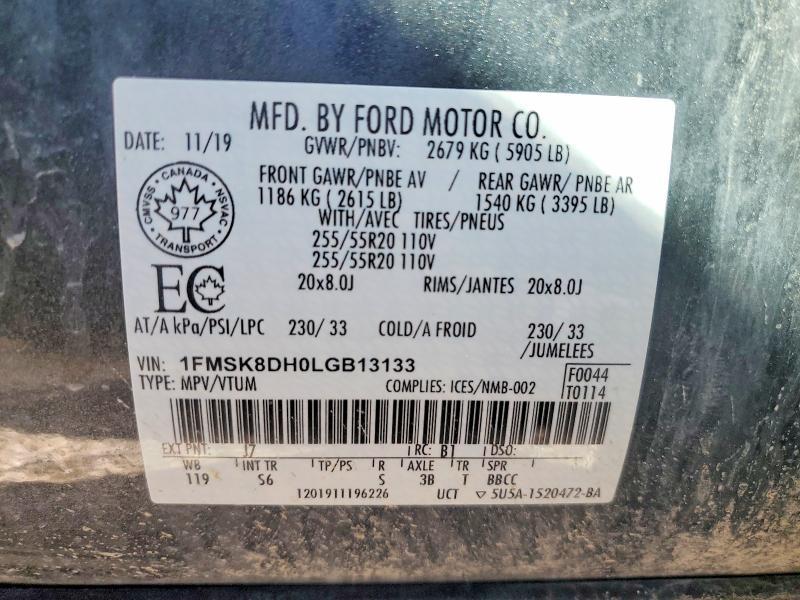 MFD. BY FORD MOTOR CO.
DATE: 11/19 GVWR/PNBV: 2679 KG ( 5905 LB)
FRONT GAWR/PNBE AV / REAR GAWR/ PNBE AR
1186 KG ( 2615 LB) 1540 KG ( 3395 LB)
WITH/AVEC TIRES/PNEUS
255/55R20 110V
255/55R20 110V
20x8.0J RIMS/JANTES 20x8.0J
CANADA
CMVSS NSVAC
977
TRANSPORT
EC
AT/A kPa/PSI/LPC 230/ 33 COLD/A FROID 230/ 33
/JUMELEES
VIN: 1FMSK8DH0LGB13133
TYPE: MPV/VTUM COMPLIES: ICES/NMB-002
F0044
T0114
EXT PNT: J7 RC: B1 DSO:
WB INT TR TP/PS R AXLE TR SPR
119 S6 S 3B T BBCC
1201911196226 UCT ▽ 5U5A-1520472-BA